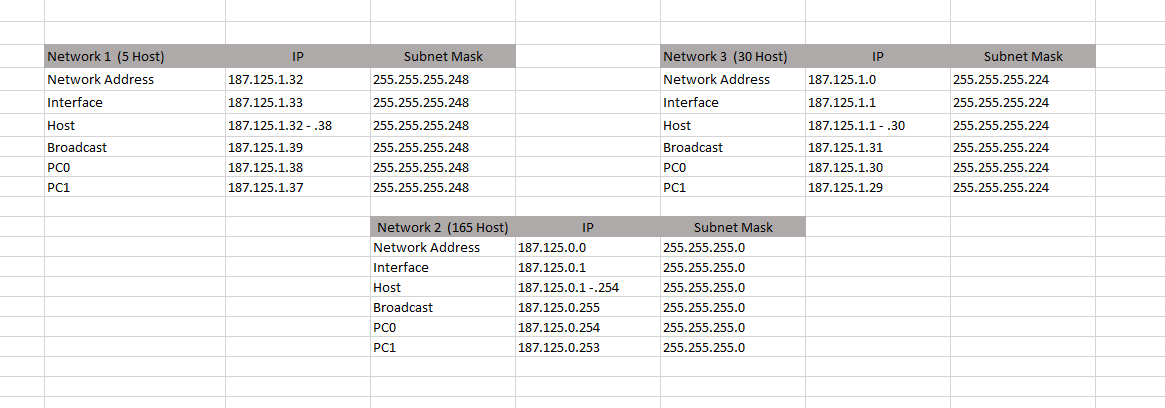 Network 1  (5 Host) IP Subnet Mask
Network Address 187.125.1.32 255.255.255.248
Interface 187.125.1.33 255.255.255.248
Host 187.125.1.32 - .38 255.255.255.248
Broadcast 187.125.1.39 255.255.255.248
PC0 187.125.1.38 255.255.255.248
PC1 187.125.1.37 255.255.255.248
Network 3  (30 Host) IP Subnet Mask
Network Address 187.125.1.0 255.255.255.224
Interface 187.125.1.1 255.255.255.224
Host 187.125.1.1 - .30 255.255.255.224
Broadcast 187.125.1.31 255.255.255.224
PC0 187.125.1.30 255.255.255.224
PC1 187.125.1.29 255.255.255.224
Network 2  (165 Host) IP Subnet Mask
Network Address 187.125.0.0 255.255.255.0
Interface 187.125.0.1 255.255.255.0
Host 187.125.0.1 -.254 255.255.255.0
Broadcast 187.125.0.255 255.255.255.0
PC0 187.125.0.254 255.255.255.0
PC1 187.125.0.253 255.255.255.0